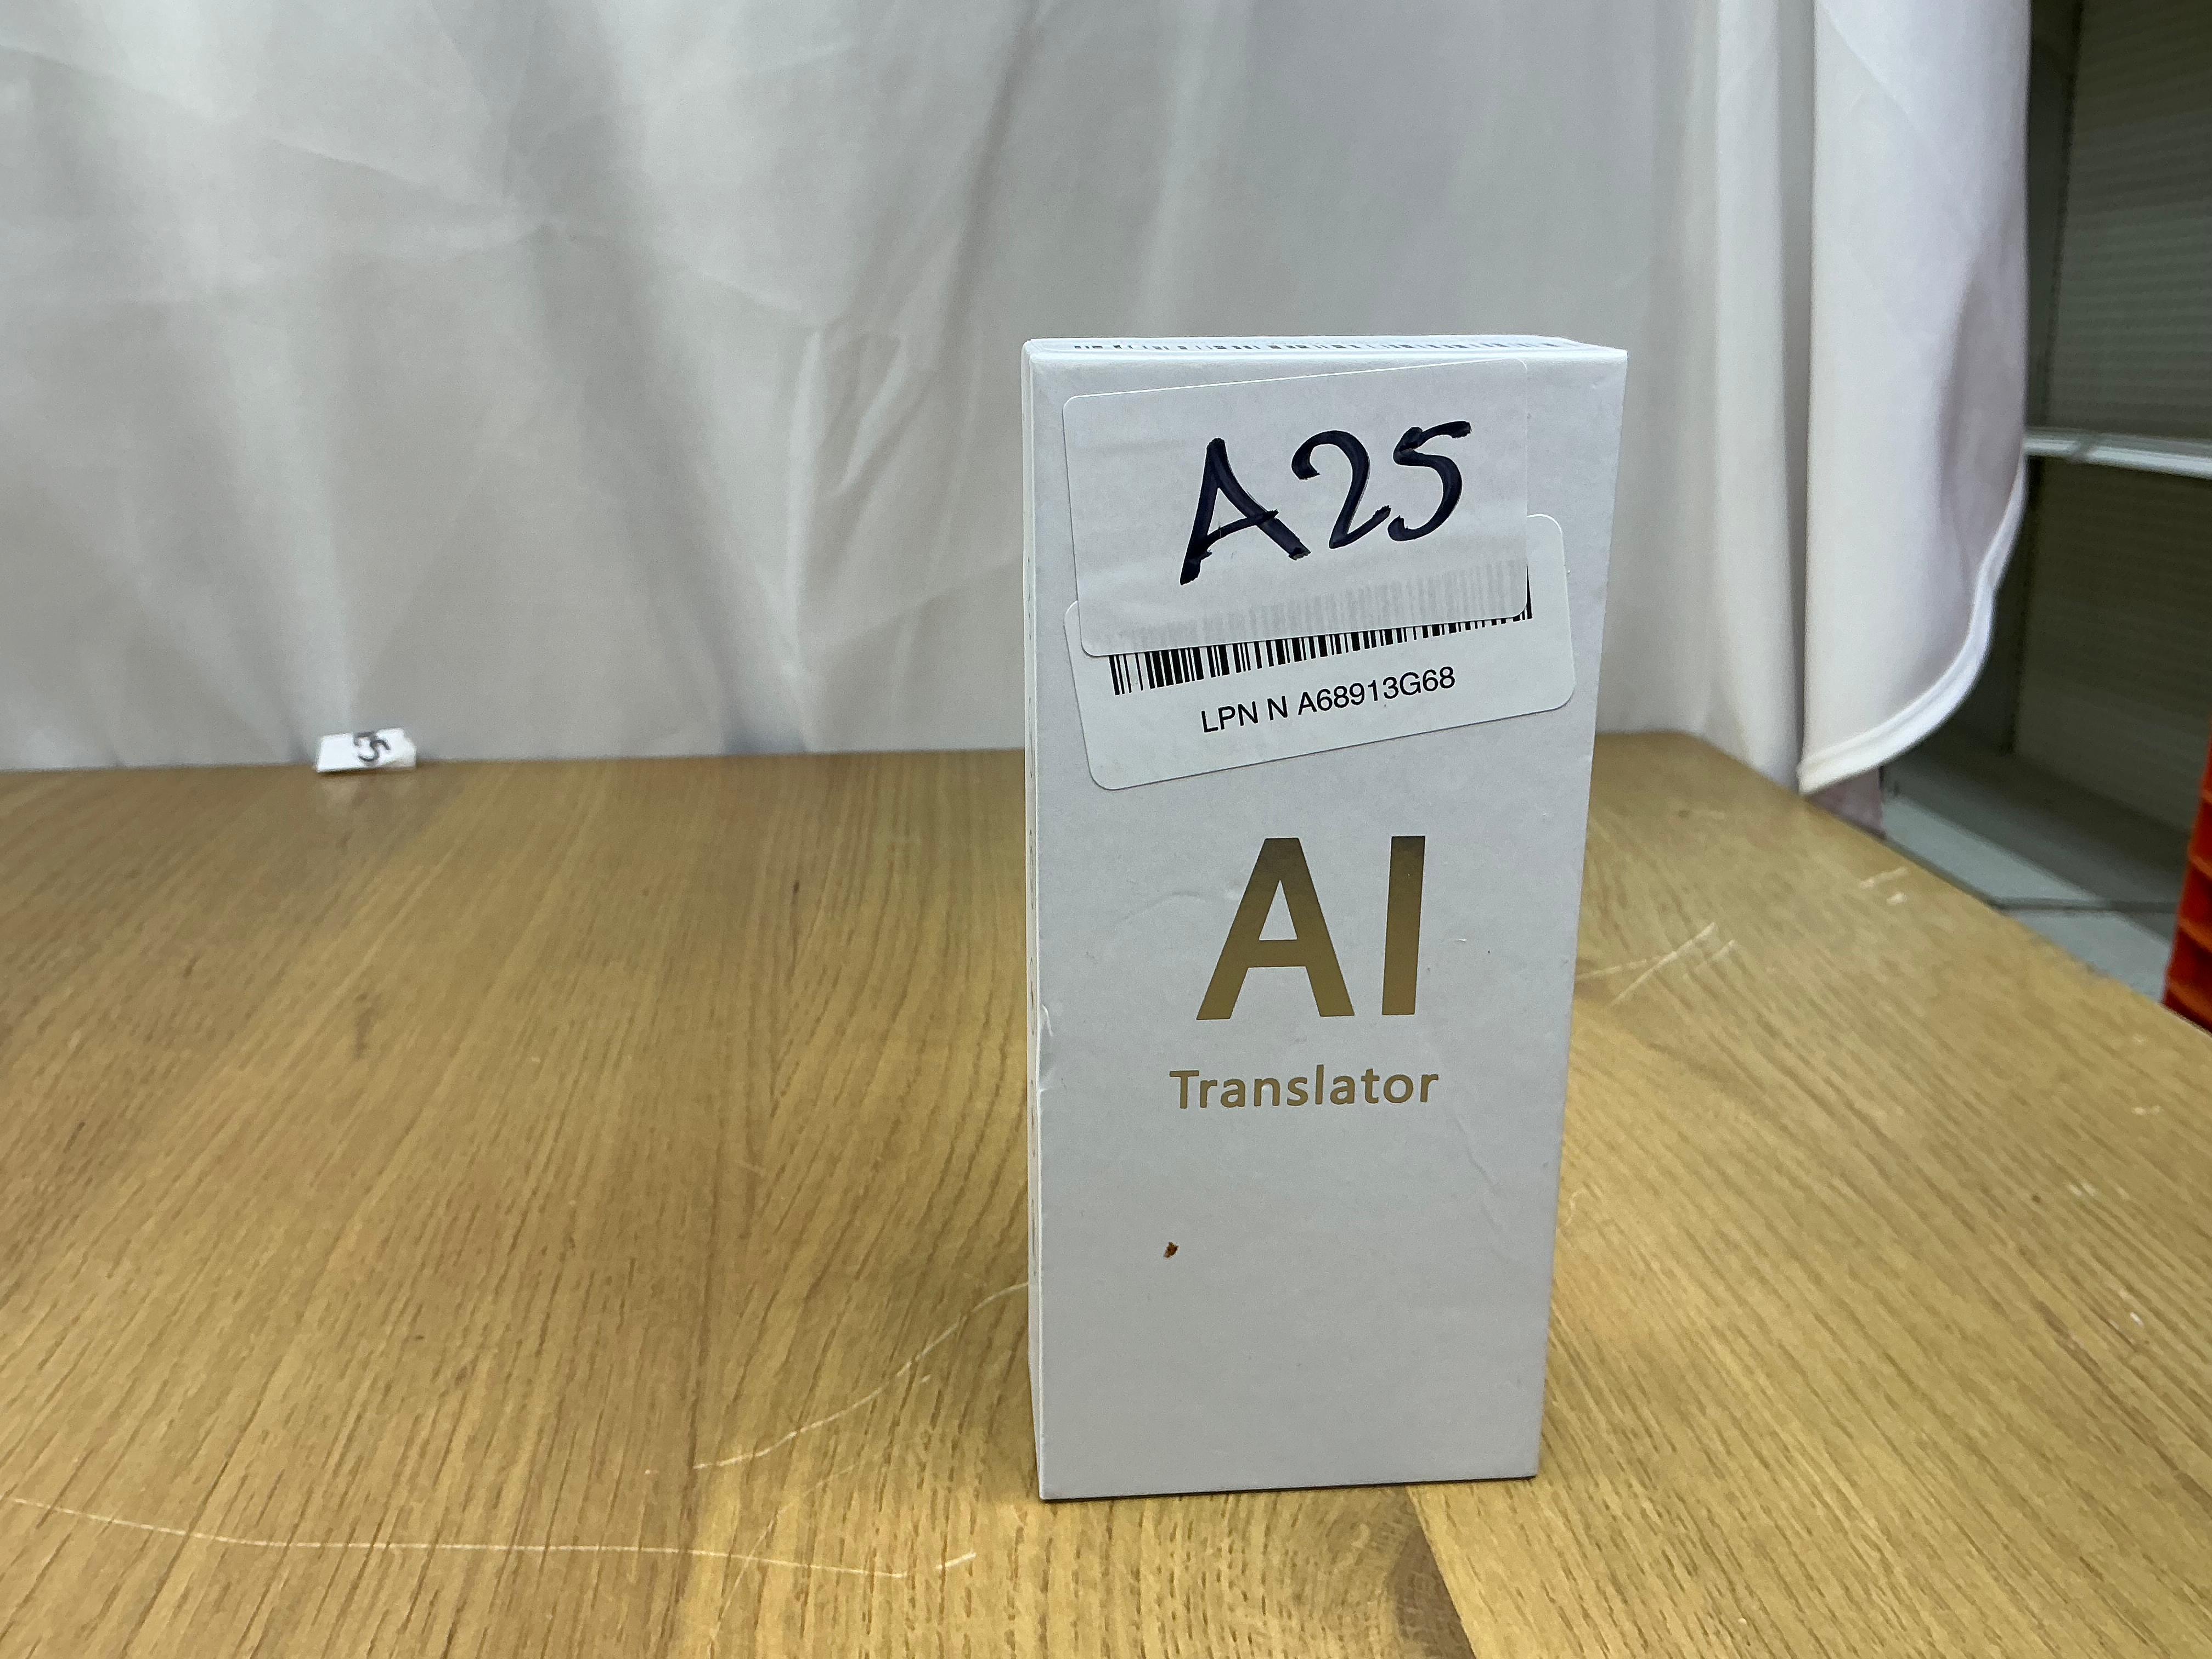 A25
LPN N A68913G68
AI
Translator